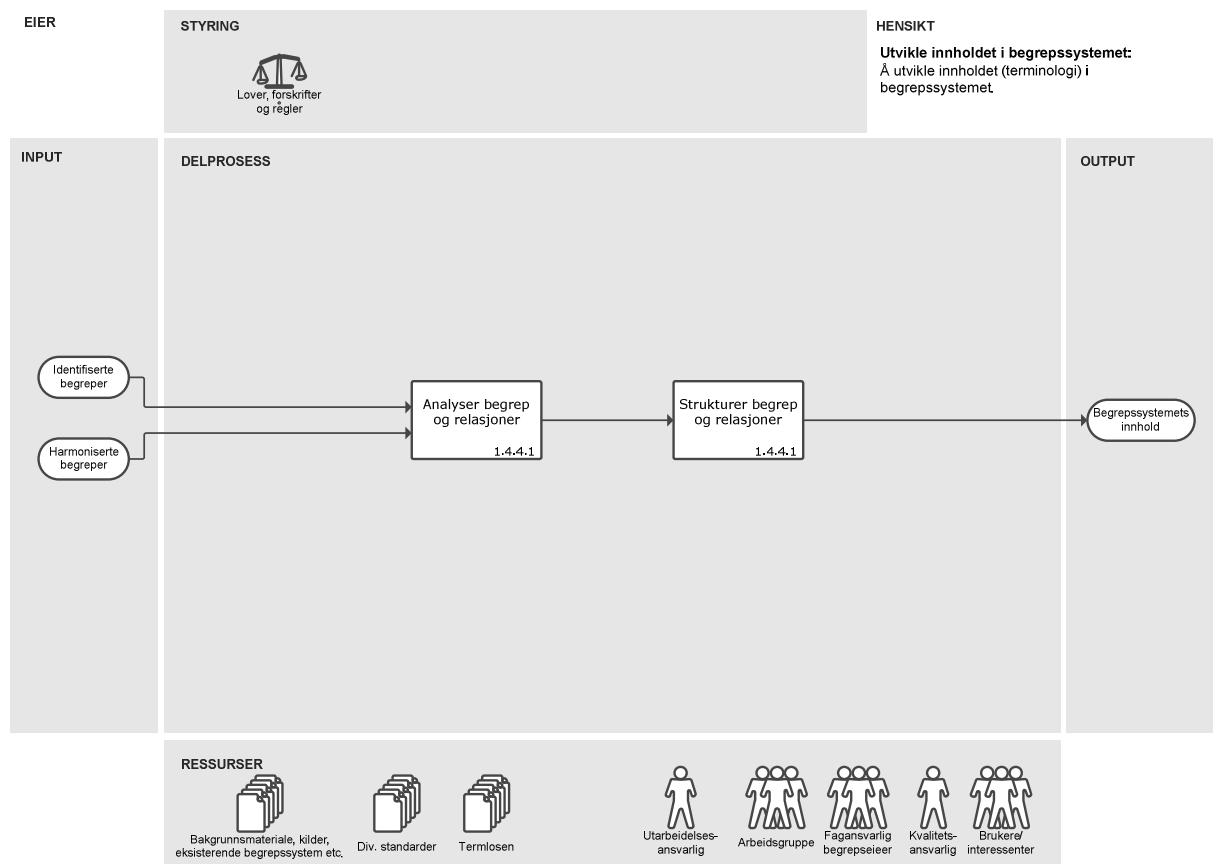 EIER
STYRING
Lover, forskrifter
og regler
HENSIKT
Utvikle innholdet i begrepssystemet:
Å utvikle innholdet (terminologi) i
begrepssystemet.
INPUT
Identifiserte
begreper
Harmoniserte
begreper
DELPROSESS
Analyser begrep
og relasjoner
1.4.4.1
Strukturer begrep
og relasjoner
1.4.4.1
OUTPUT
Begrepssystemets
innhold
RESSURSER
Bakgrunnsmateriale, kilder,
eksisterende begrepssystem etc.
Div. standarder
Termlosen
Utarbeidelses-
ansvarlig
Arbeidsgruppe
Fagansvarlig
begrepseier
Kvalitets-
ansvarlig
Brukere/
interessenter